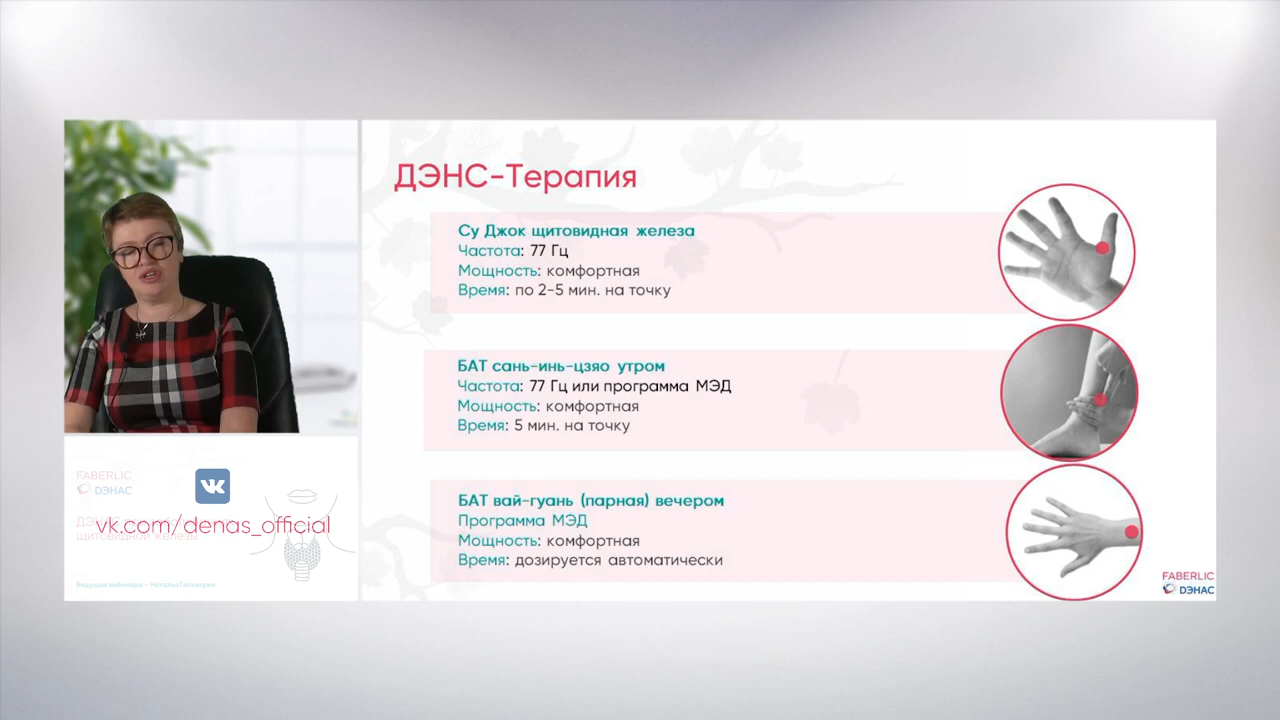 ДЭНС-Терапия
Су Джок щитовидная железа
Частота: 77 Гц
Мощность: комфортная
Время: по 2-5 мин. на точку
БАТ сань-инь-цзяо утром
Частота: 77 Гц или программа МЭД
Мощность: комфортная
Время: 5 мин. на точку
БАТ вай-гуань (парная) вечером
Программа МЭД
Мощность: комфортная
Время: дозируется автоматически
FABERLIC
ДЭНАС
FABERLIC
ДЭНАС
vk.com/denas_official
щитовидной железы
Ведущая вебинара – Наталья